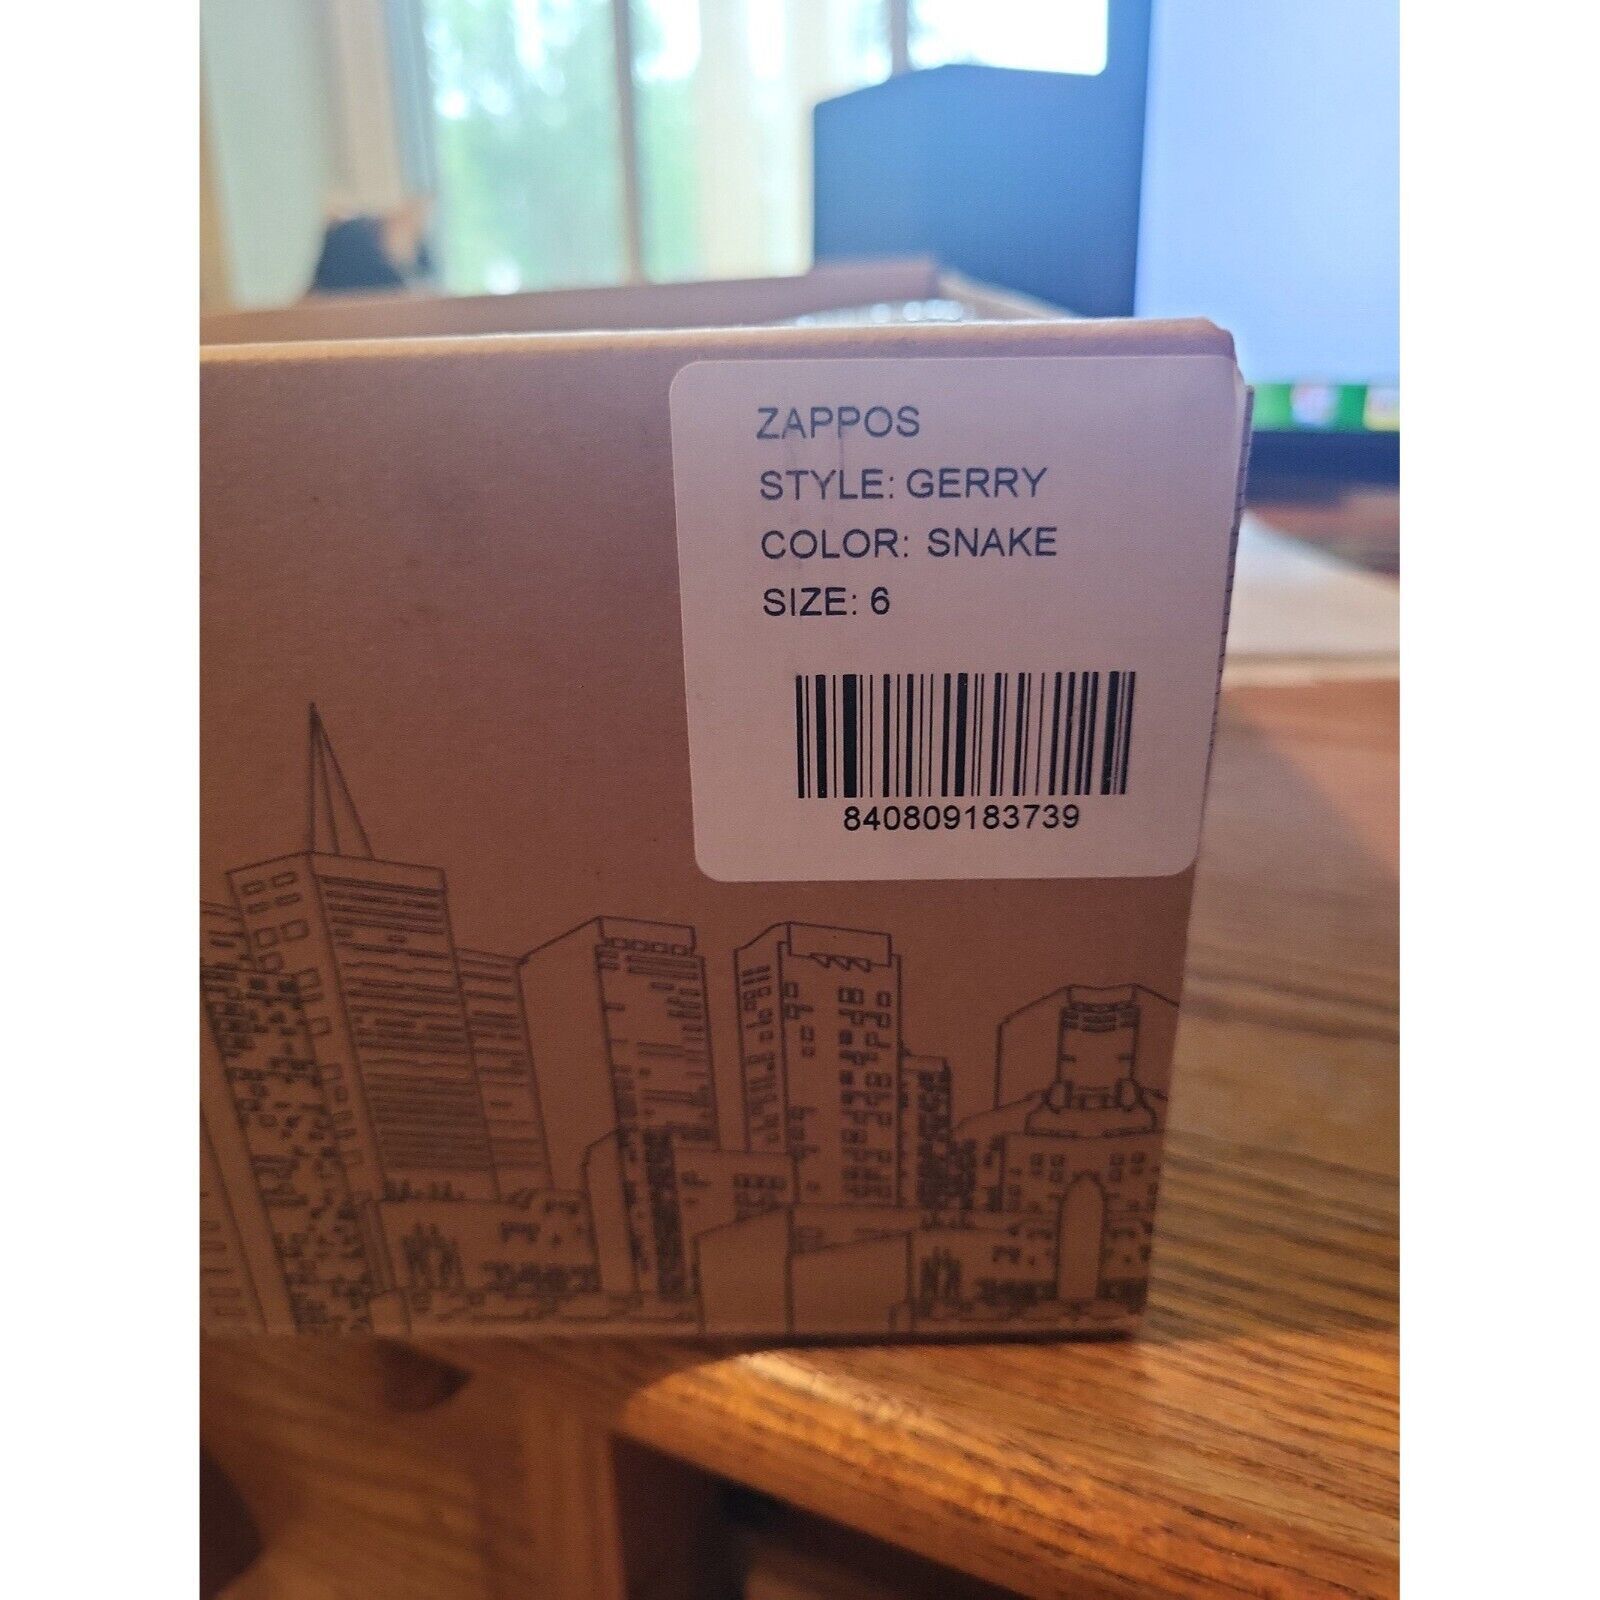 ZAPPOS
STYLE: GERRY
COLOR: SNAKE
SIZE: 6
840809183739